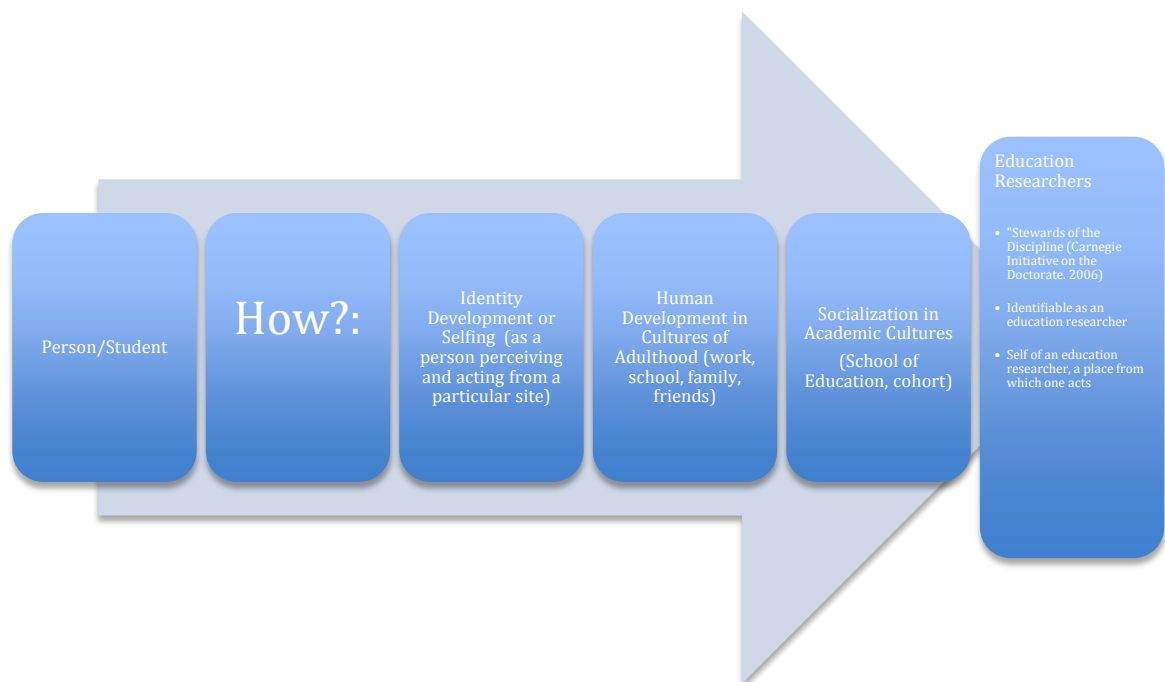 Person/Student
How?:
Identity
Development or
Selfing (as a
person perceiving
and acting from a
particular site)
Human
Development in
Cultures of
Adulthood (work,
school, family,
friends)
Socialization in
Academic Cultures
(School of
Education, cohort)
Education
Researchers
• "Stewards of the
Discipline (Carnegie
Initiative on the
Doctorate. 2006)
• Identifiable as an
education researcher
• Self of an education
researcher, a place from
which one acts